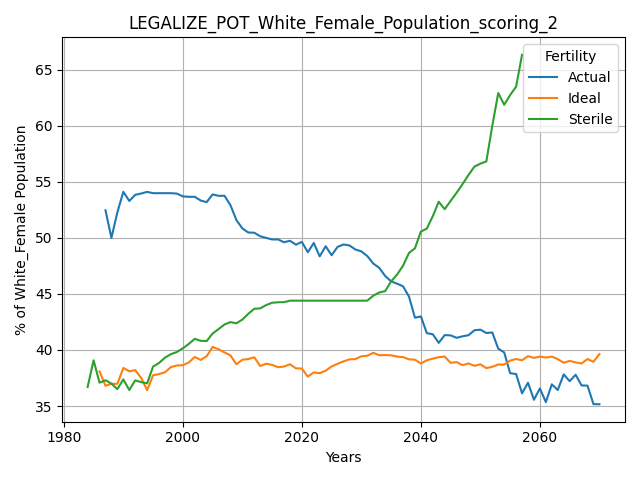 LEGALIZE_POT_White_Female_Population_scoring_2
% of White_Female Population
65
60
55
50
45
40
35
1980
2000
2020
2040
2060
Years
Fertility
Actual
Ideal
Sterile